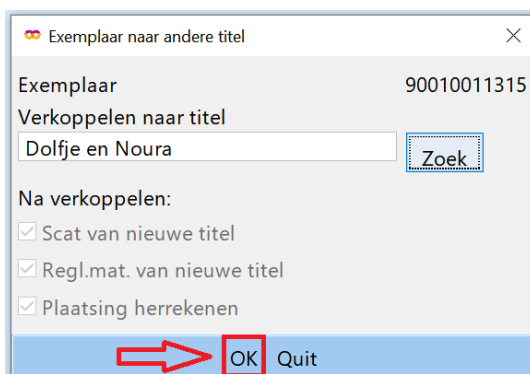 Exemplaar naar andere titel
Exemplaar 90010011315
Verkoppelen naar titel
Dolfje en Noura Zoek
Na verkoppelen:
Scat van nieuwe titel
Regl.mat. van nieuwe titel
Plaatsing herrekenen
OK Quit